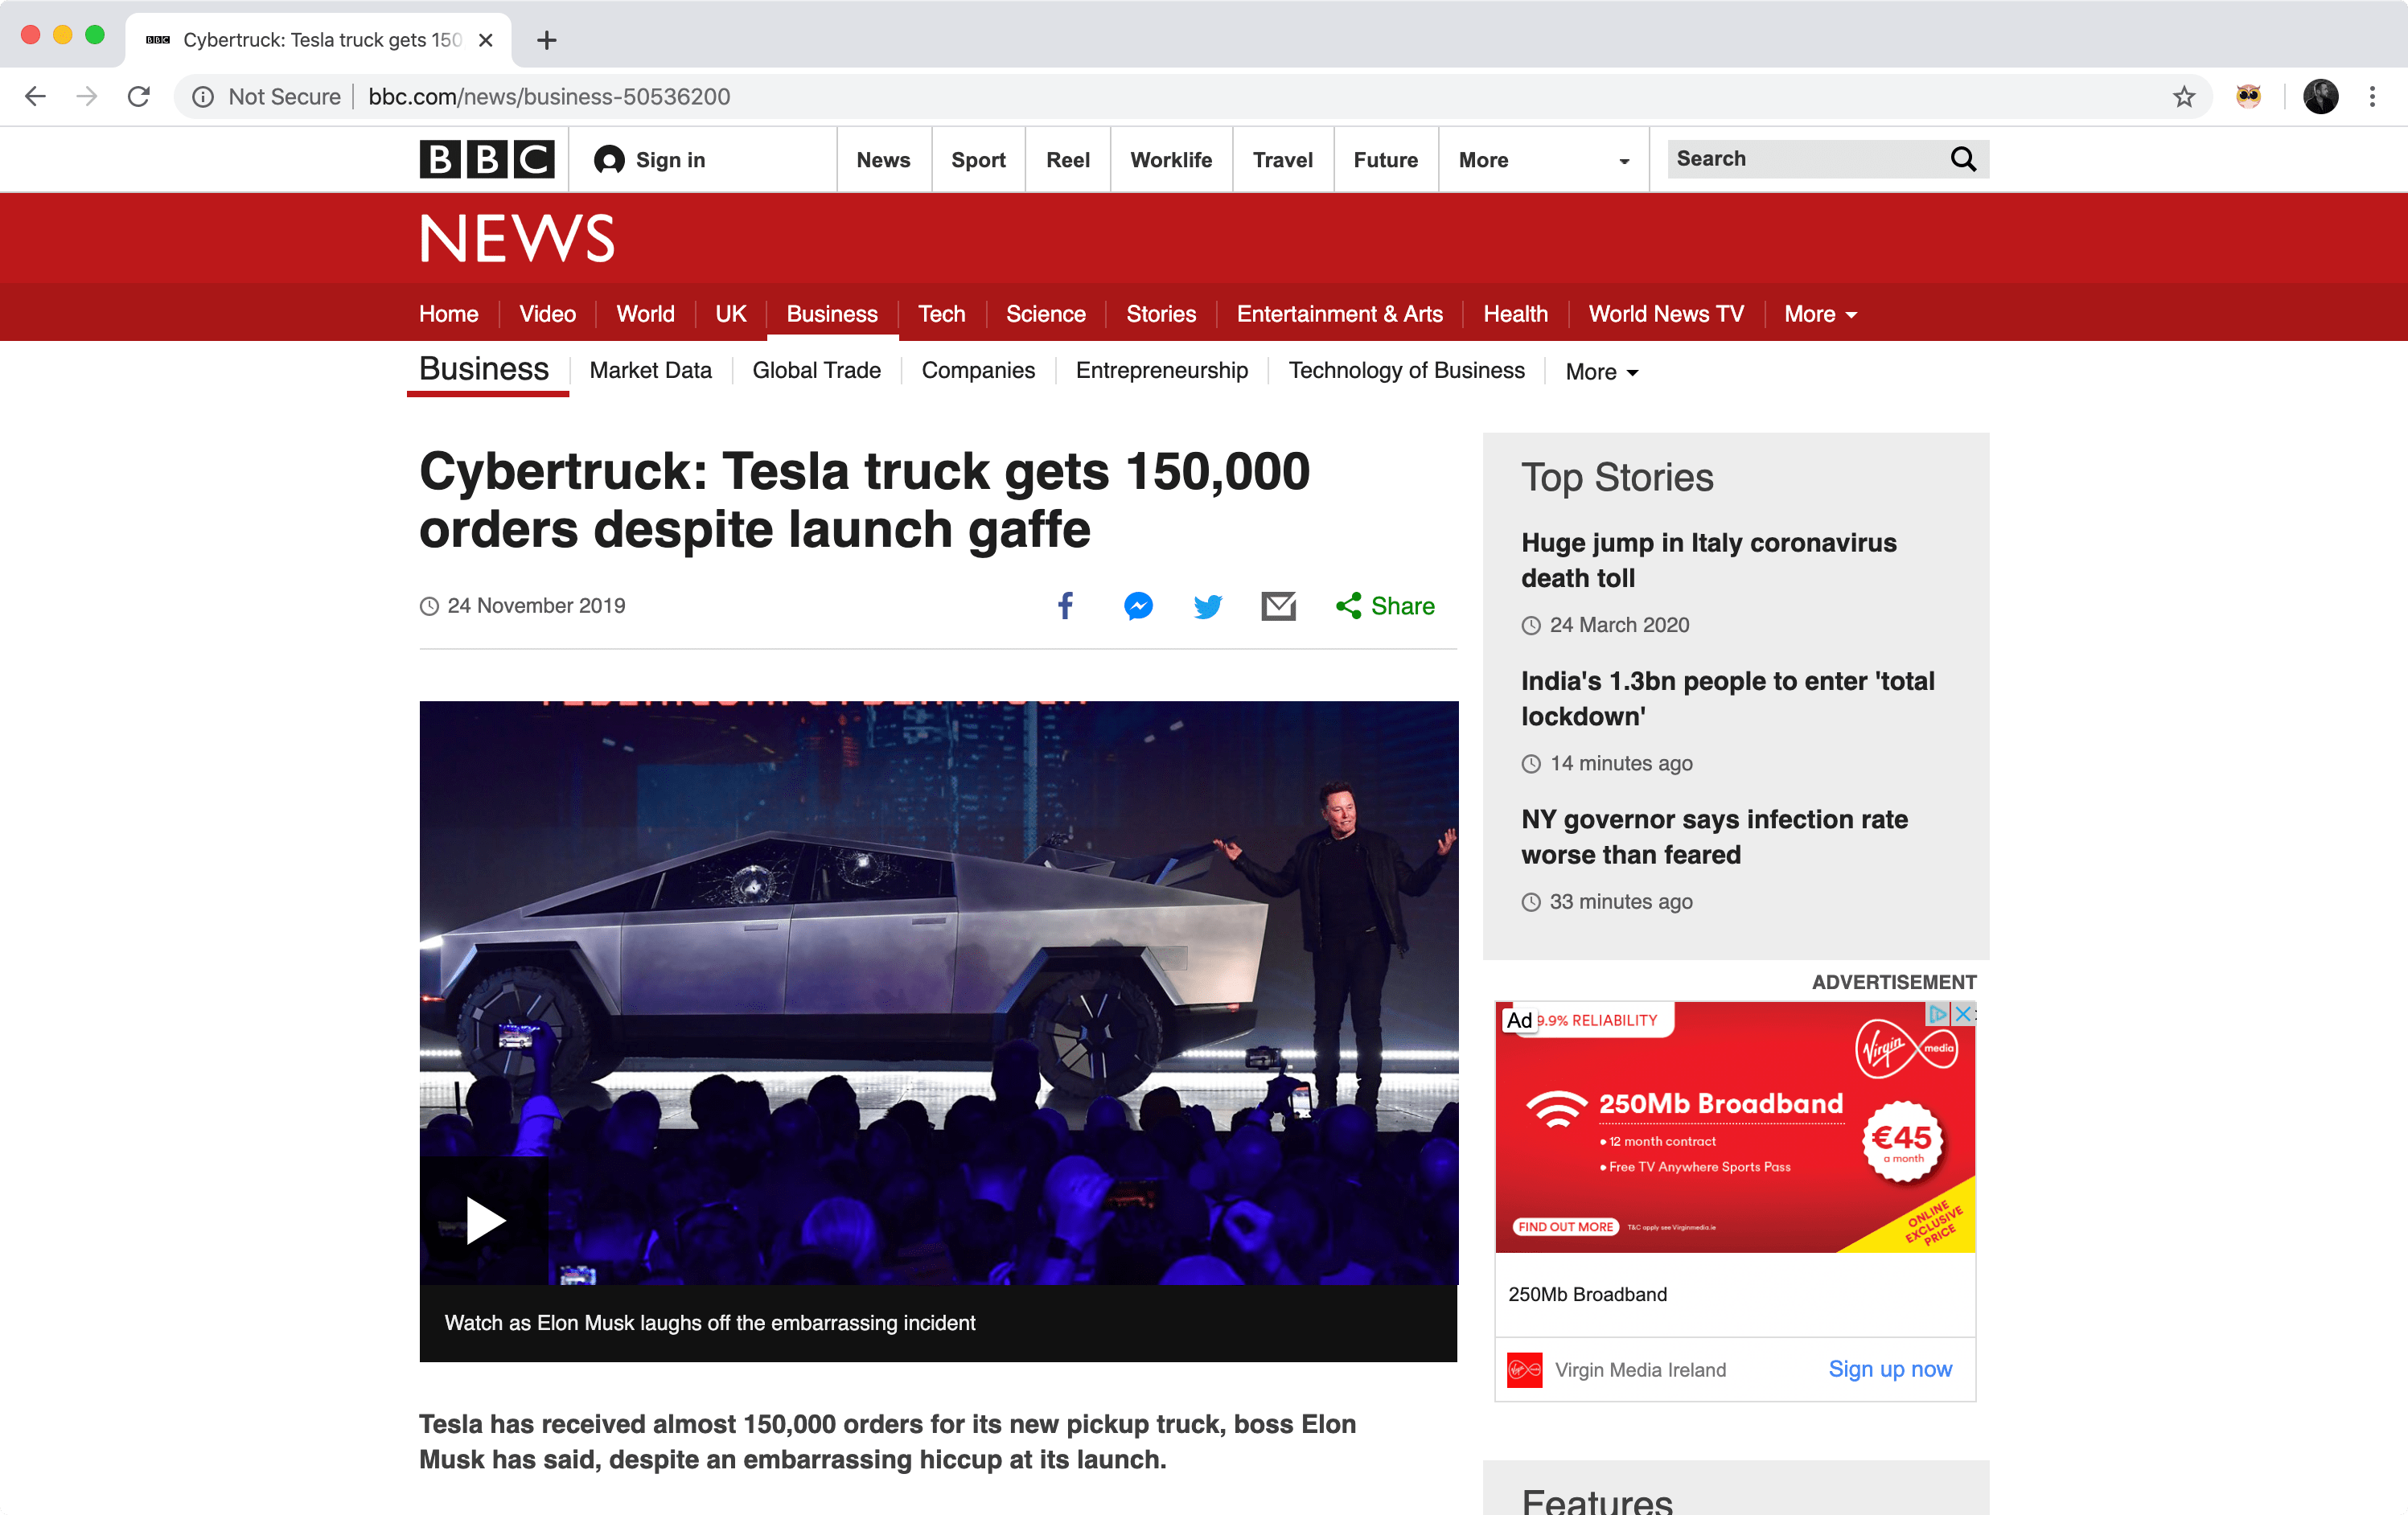 BBC Cybertruck: Tesla truck gets 150
Not Secure bbc.com/news/business-50536200
BBC Sign in News Sport Reel Worklife Travel Future More Search
NEWS
Home Video World UK Business Tech Science Stories Entertainment & Arts Health World News TV More
Business Market Data Global Trade Companies Entrepreneurship Technology of Business More
Cybertruck: Tesla truck gets 150,000
orders despite launch gaffe
24 November 2019 Share
Watch as Elon Musk laughs off the embarrassing incident
Tesla has received almost 150,000 orders for its new pickup truck, boss Elon
Musk has said, despite an embarrassing hiccup at its launch.
Top Stories
Huge jump in Italy coronavirus
death toll
24 March 2020
India's 1.3bn people to enter 'total
lockdown'
14 minutes ago
NY governor says infection rate
worse than feared
33 minutes ago
ADVERTISEMENT
Ad 9.9% RELIABILITY
Virgin media
250Mb Broadband
• 12 month contract
• Free TV Anywhere Sports Pass
€45
a month
FIND OUT MORE T&C apply see Virginmedia.ie
ONLINE
EXCLUSIVE
PRICE
250Mb Broadband
Virgin Media Ireland Sign up now
Features